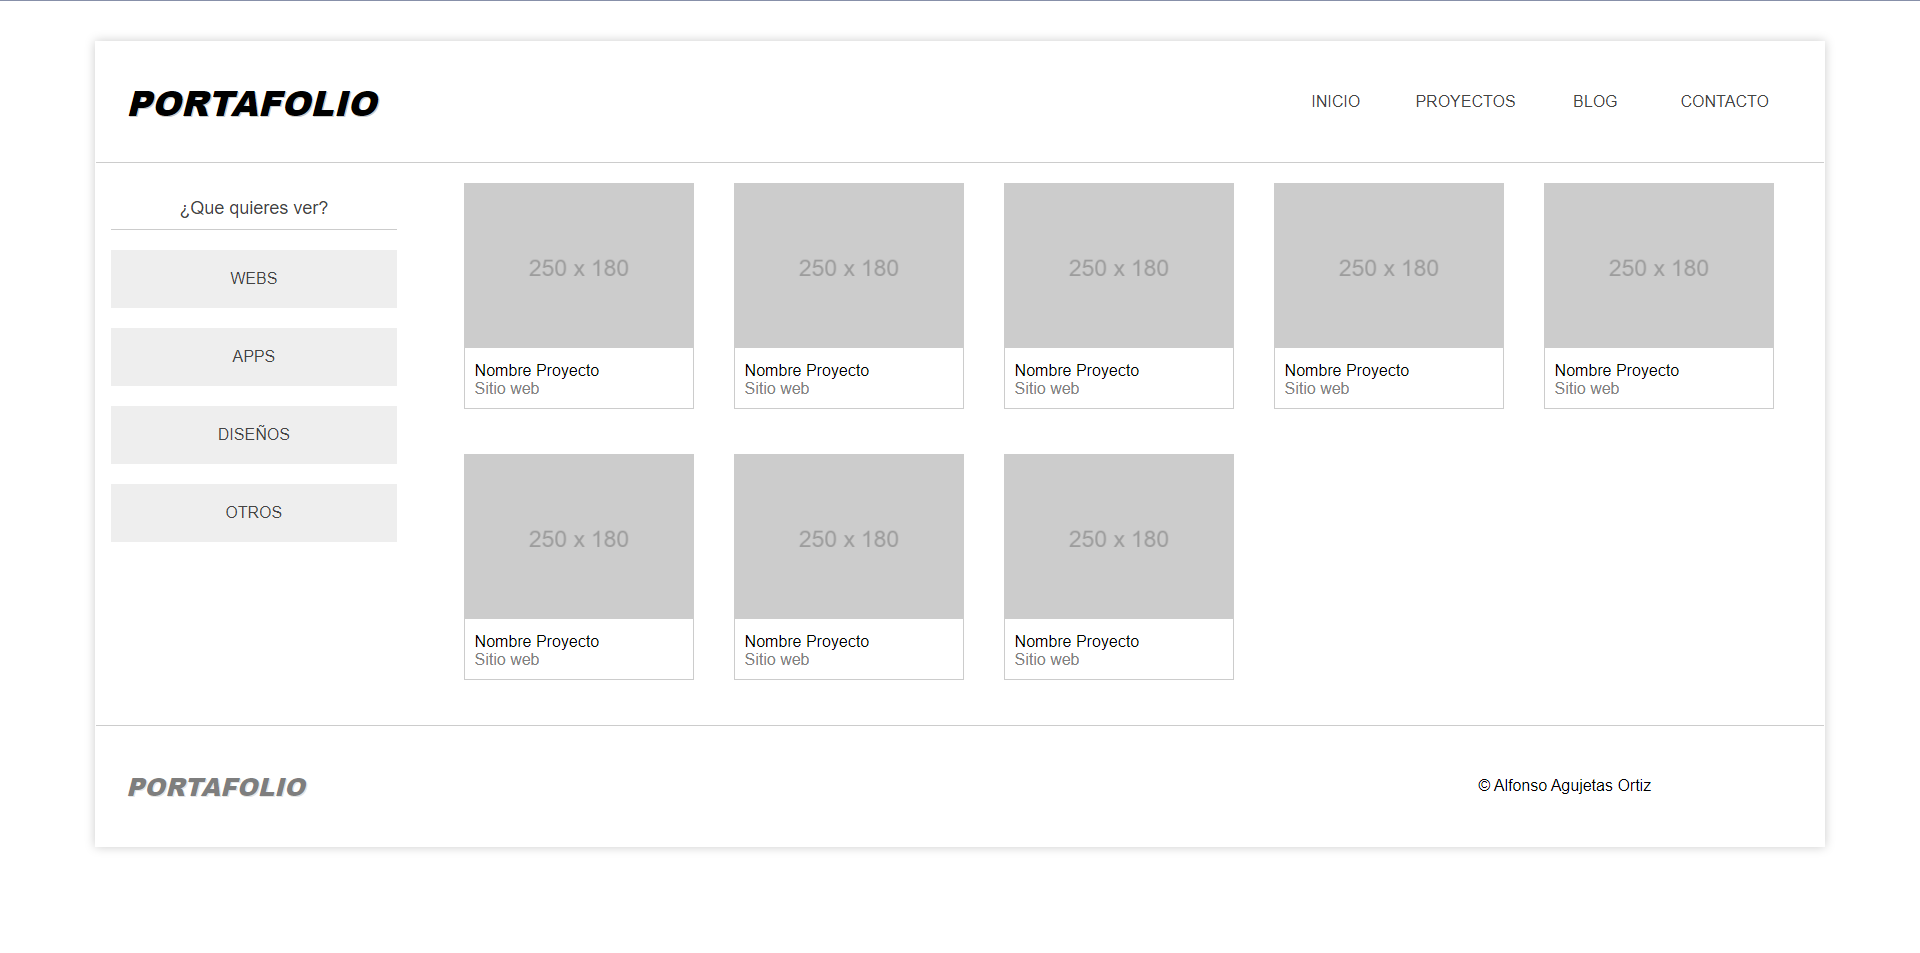 PORTAFOLIO
INICIO PROYECTOS BLOG CONTACTO
¿Que quieres ver?
WEBS
APPS
DISEÑOS
OTROS
250 x 180 250 x 180 250 x 180 250 x 180 250 x 180
Nombre Proyecto Nombre Proyecto Nombre Proyecto Nombre Proyecto Nombre Proyecto
Sitio web Sitio web Sitio web Sitio web Sitio web
250 x 180 250 x 180 250 x 180
Nombre Proyecto Nombre Proyecto Nombre Proyecto
Sitio web Sitio web Sitio web
PORTAFOLIO
© Alfonso Agujetas Ortiz